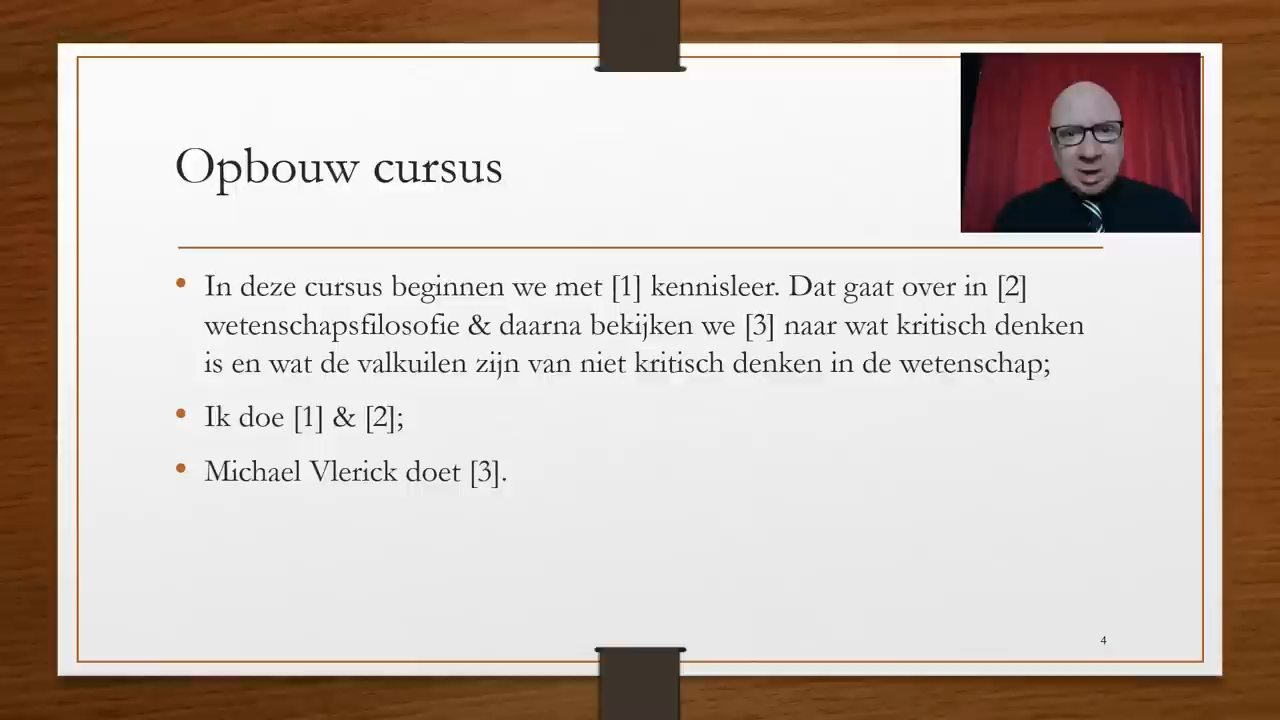 Opbouw cursus
• In deze cursus beginnen we met [1] kennisleer. Dat gaat over in [2]
wetenschapsfilosofie & daarna bekijken we [3] naar wat kritisch denken
is en wat de valkuilen zijn van niet kritisch denken in de wetenschap;
• Ik doe [1] & [2];
• Michael Vlerick doet [3].
4